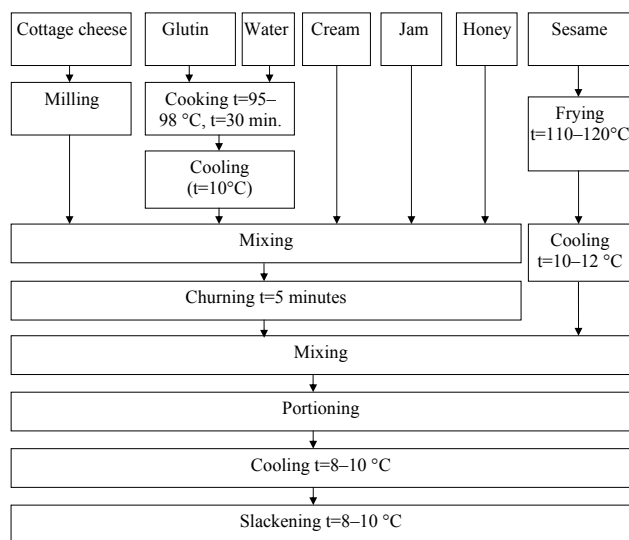 Cottage cheese
Glutin
Water
Cream
Jam
Honey
Sesame
Milling
Cooking t=95–
98 °C, t=30 min.
Frying
t=110–120°C
Cooling
(t=10°C)
Mixing
Cooling
t=10–12 °C
Churning t=5 minutes
Mixing
Portioning
Cooling t=8–10 °C
Slackening t=8–10 °C